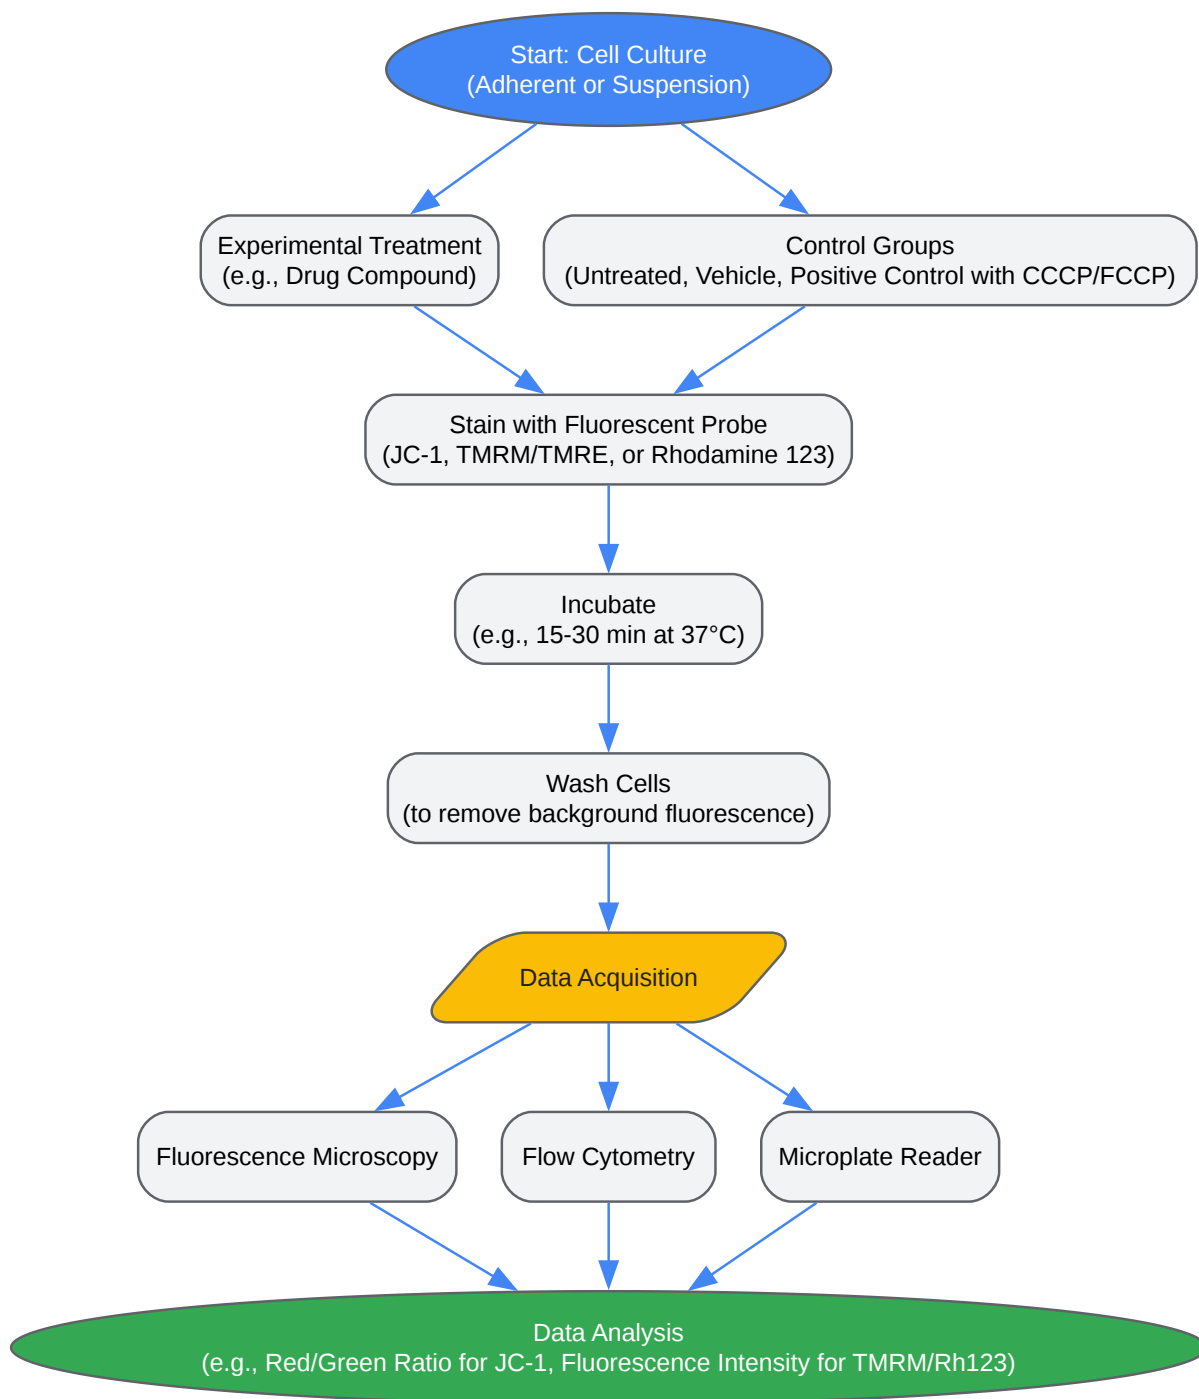 Start: Cell Culture
(Adherent or Suspension)
Experimental Treatment
(e.g., Drug Compound)
Control Groups
(Untreated, Vehicle, Positive Control with CCCP/FCCP)
Stain with Fluorescent Probe
(JC-1, TMRM/TMRE, or Rhodamine 123)
Incubate
(e.g., 15-30 min at 37°C)
Wash Cells
(to remove background fluorescence)
Data Acquisition
Fluorescence Microscopy
Flow Cytometry
Microplate Reader
Data Analysis
(e.g., Red/Green Ratio for JC-1, Fluorescence Intensity for TMRM/Rh123)